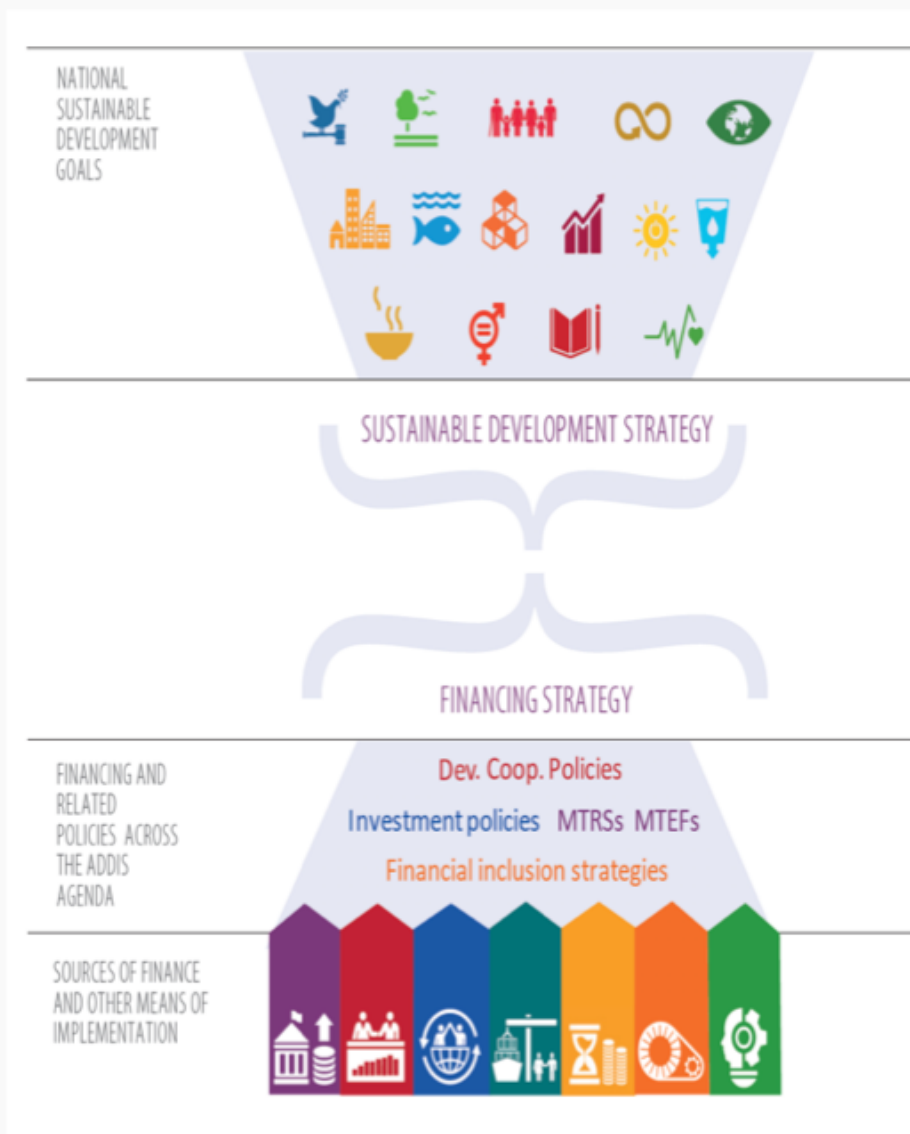 NATIONAL
SUSTAINABLE
DEVELOPMENT
GOALS
SUSTAINABLE DEVELOPMENT STRATEGY
FINANCING STRATEGY
FINANCING AND
RELATED
POLICIES ACROSS
THE ADDIS
AGENDA
Dev. Coop. Policies
Investment policies MTRSs MTEFs
Financial inclusion strategies
SOURCES OF FINANCE
AND OTHER MEANS OF
IMPLEMENTATION